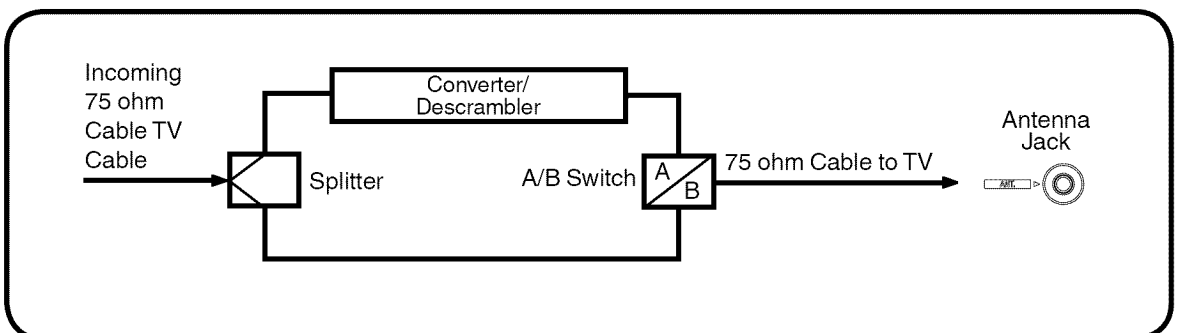 Incoming
75 ohm
Cable TV
Cable
Converter/
Descrambler
Splitter
A/B Switch
A
B
75 ohm Cable to TV
Antenna
Jack
ANT.